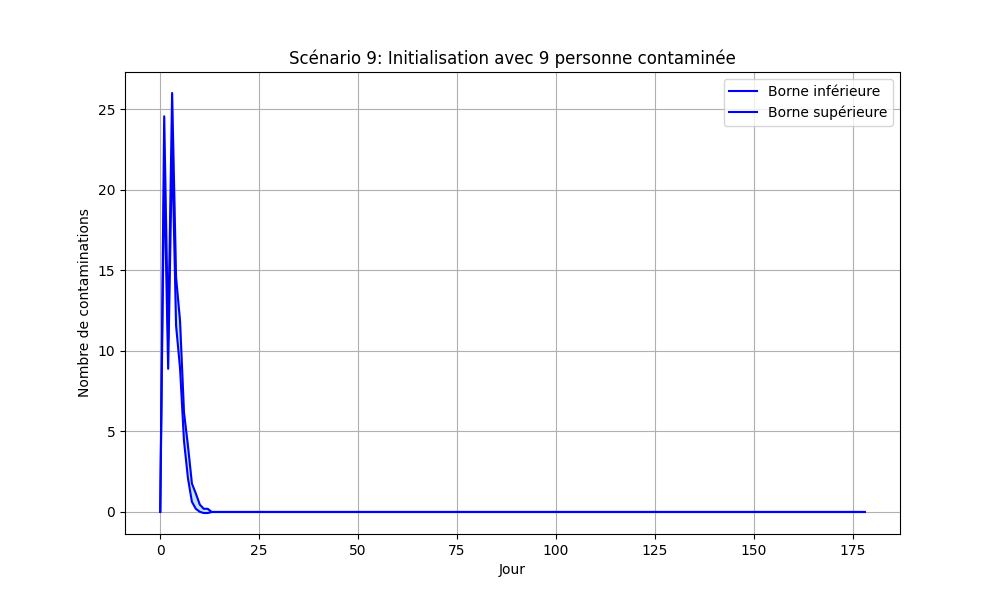 Scénario 9: Initialisation avec 9 personne contaminée
Borne inférieure
Borne supérieure
Nombre de contaminations
25
20
15
10
5
0
0 25 50 75 100 125 150 175
Jour